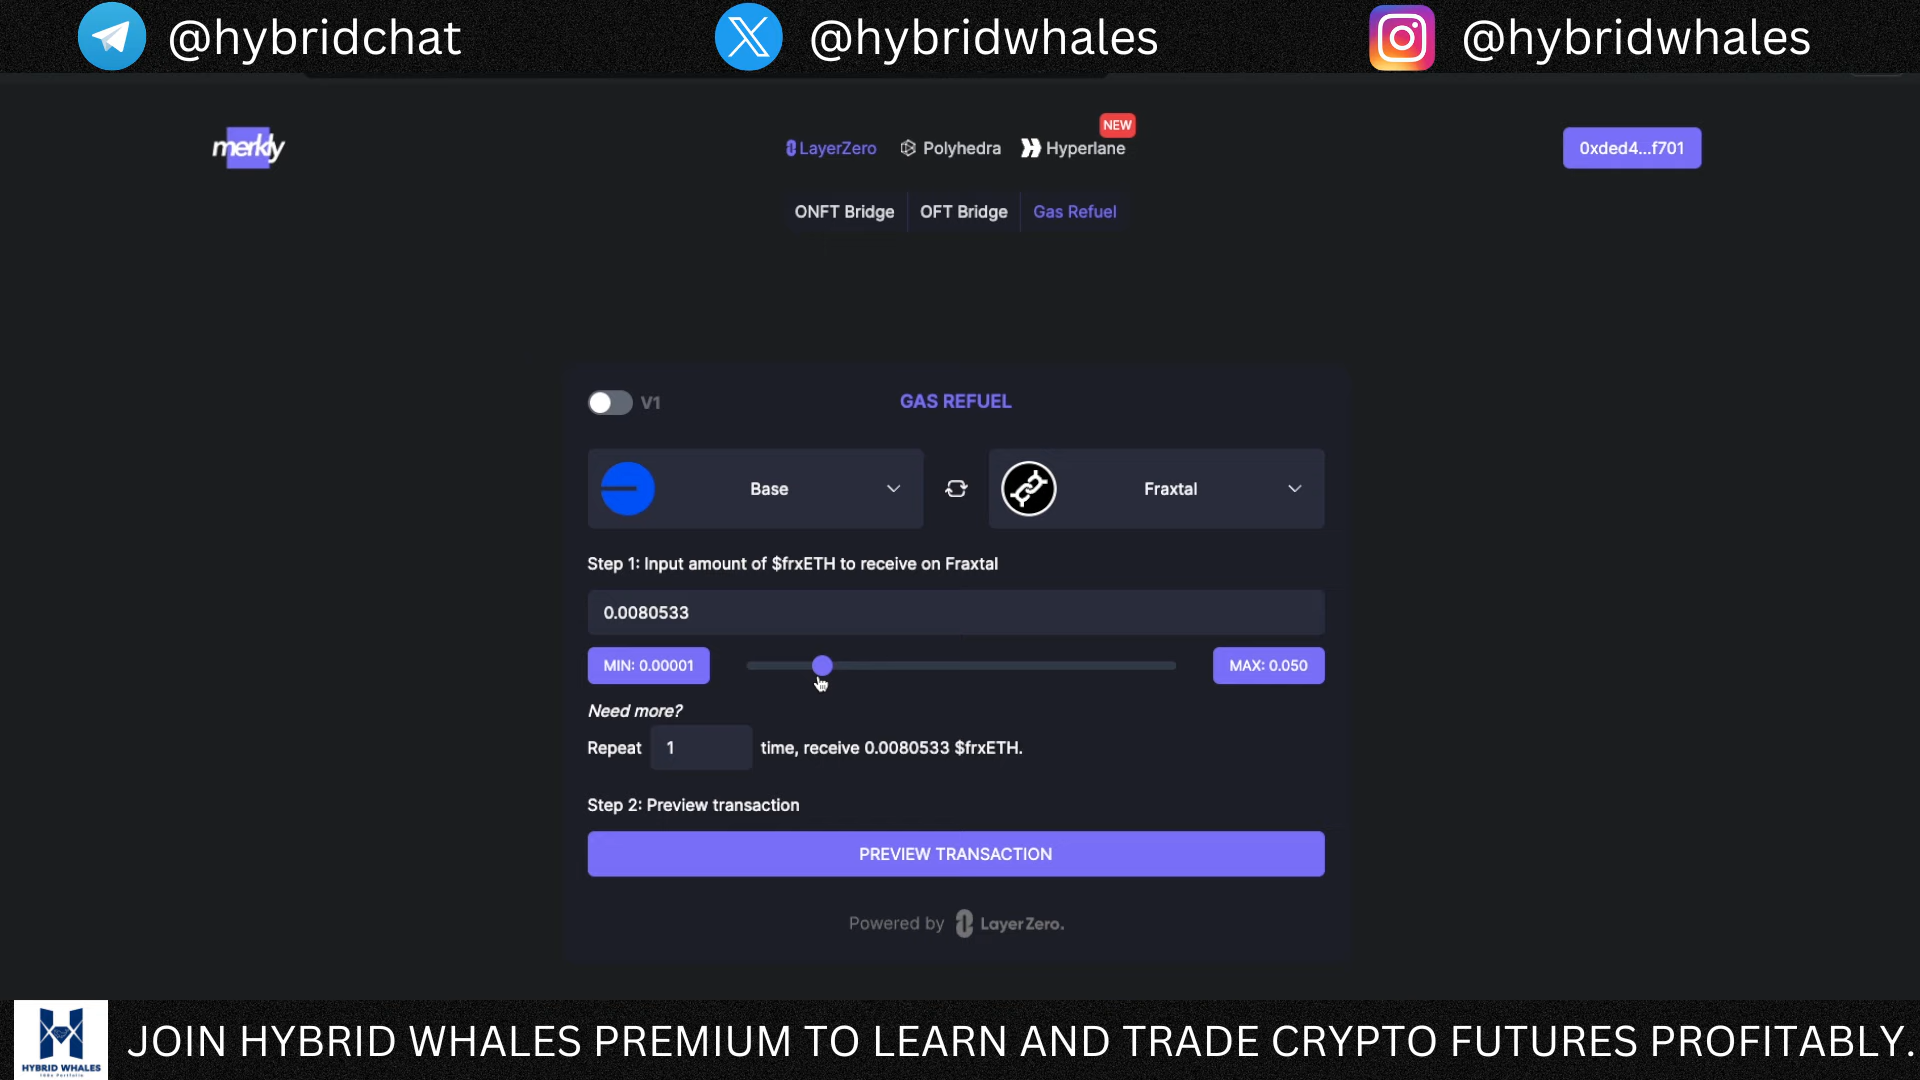 @hybridchat
@hybridwhales
@hybridwhales
merkly
LayerZero
Polyhedra
NEW
Hyperlane
0xded4...f701
ONFT Bridge
OFT Bridge
Gas Refuel
V1
GAS REFUEL
Base
Fraxtal
Step 1: Input amount of $frxETH to receive on Fraxtal
0.0080533
MIN: 0.00001
MAX: 0.050
Need more?
Repeat 1 time, receive 0.0080533 $frxETH.
Step 2: Preview transaction
PREVIEW TRANSACTION
Powered by LayerZero.
HYBRID WHALES
JOIN HYBRID WHALES PREMIUM TO LEARN AND TRADE CRYPTO FUTURES PROFITABLY.